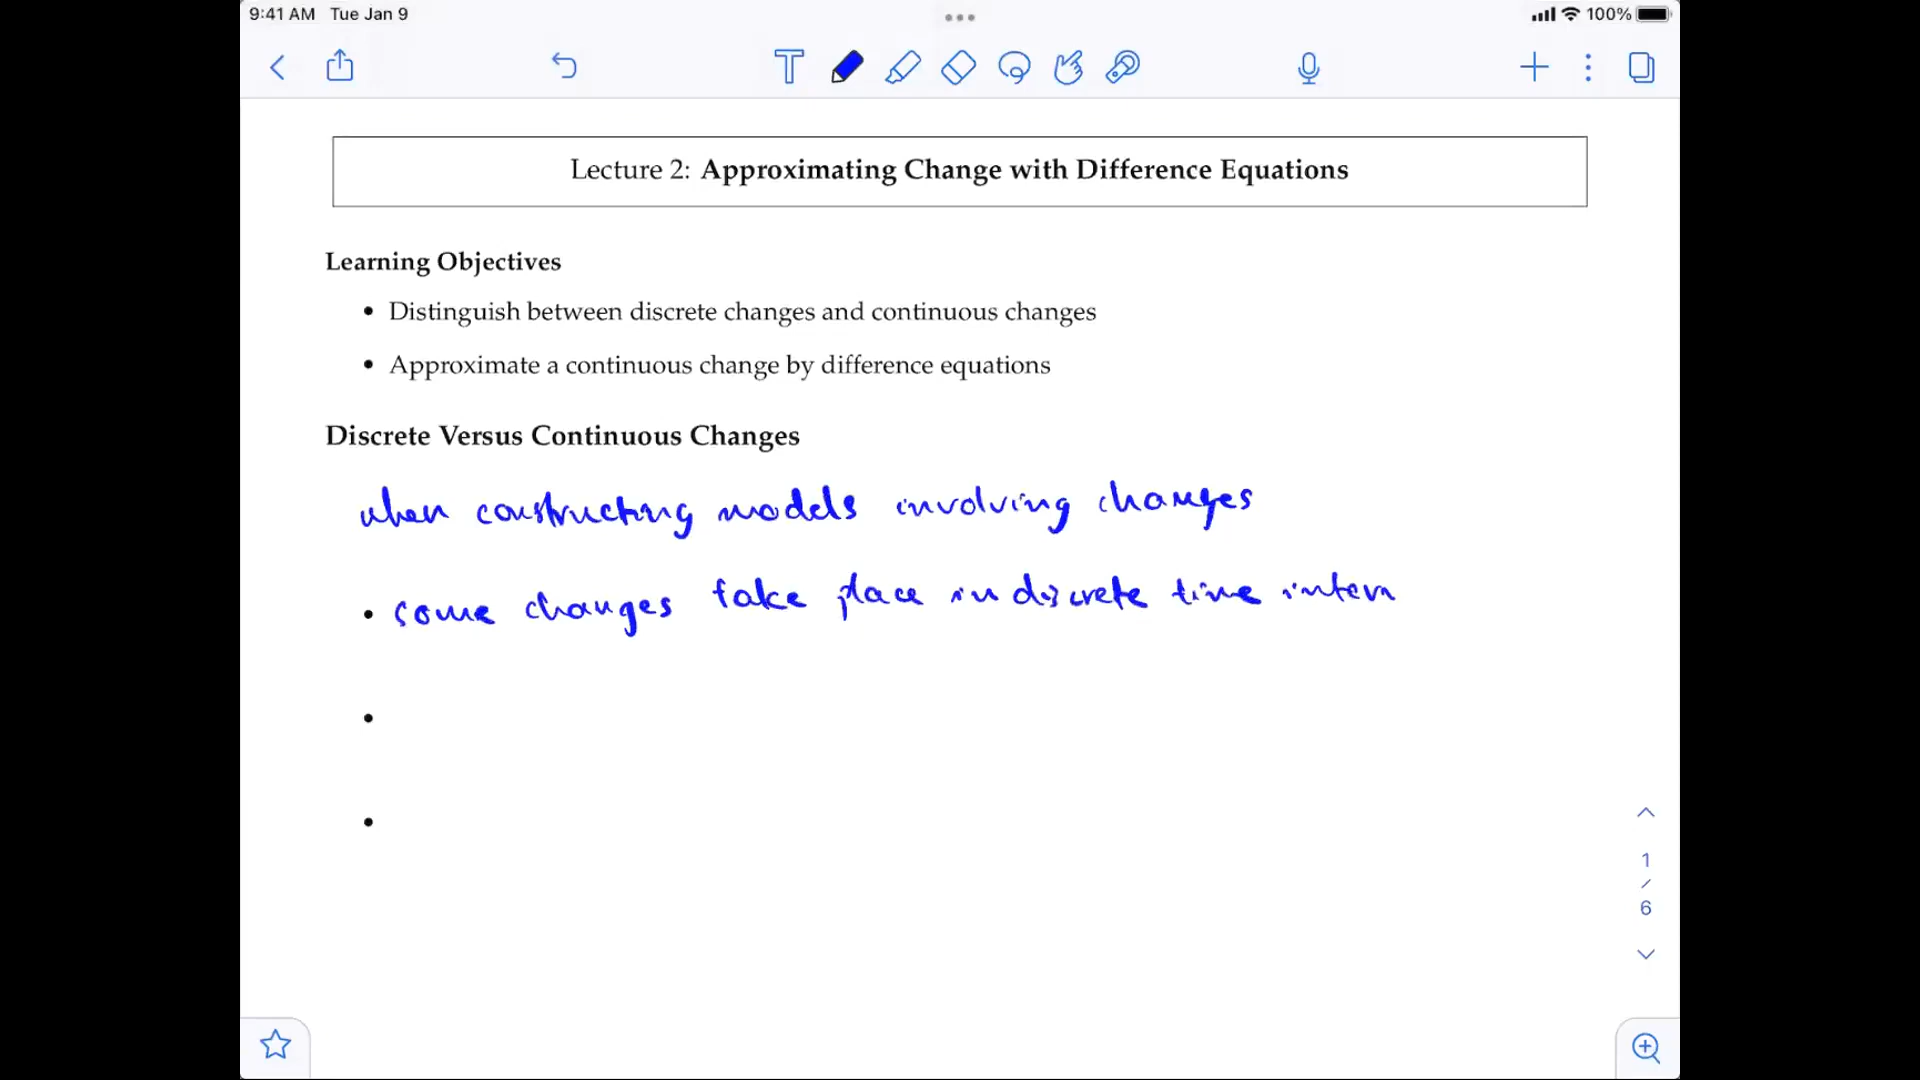 9:41 AM Tue Jan 9
100%
Lecture 2: Approximating Change with Difference Equations
Learning Objectives
• Distinguish between discrete changes and continuous changes
• Approximate a continuous change by difference equations
Discrete Versus Continuous Changes
when constructing models involving changes
• some changes take place in discrete time interv
•
•
1
/
6